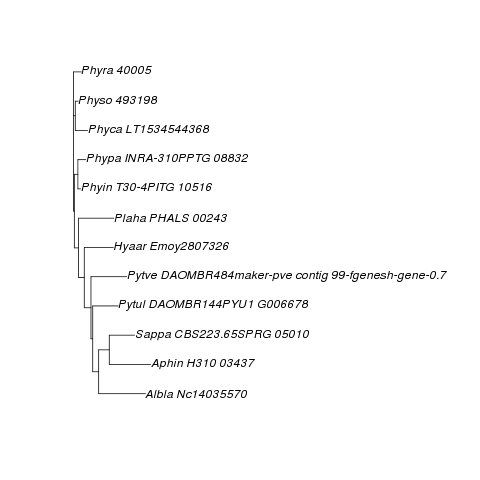 Phyra 40005
Physo 493198
Phyca LT1534544368
Phypa INRA-310PPTG 08832
Phyin T30-4PITG 10516
Plaha PHALS 00243
Hyaar Emoy2807326
Pytve DAOMBR484maker-pve contig 99-fgenesh-gene-0.7
Pytul DAOMBR144PYU1 G006678
Sappa CBS223.65SPRG 05010
Aphin H310 03437
Albla Nc14035570